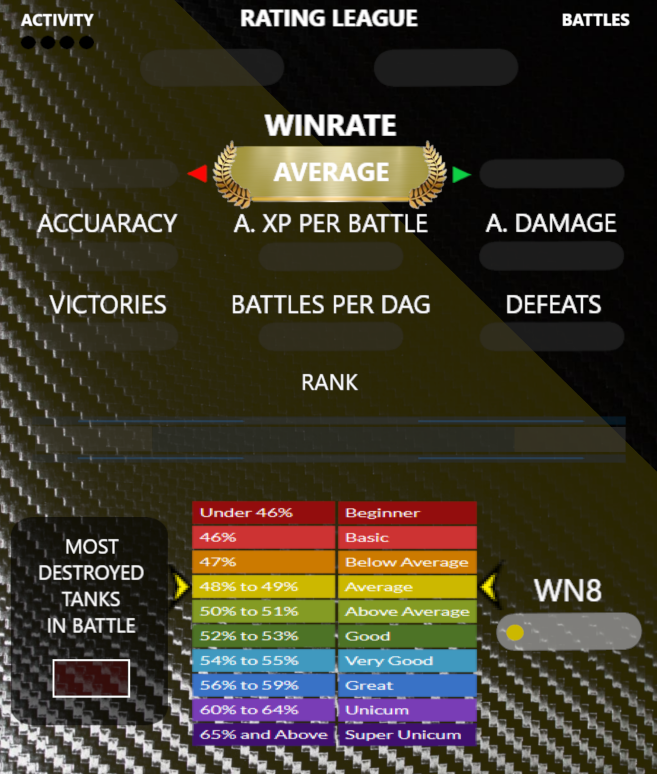 ACTIVITY
RATING LEAGUE
BATTLES
WINRATE
AVERAGE
ACCUARACY
A. XP PER BATTLE
A. DAMAGE
VICTORIES
BATTLES PER DAG
DEFEATS
RANK
MOST
DESTROYED
TANKS
IN BATTLE
Under 46% Beginner
46% Basic
47% Below Average
48% to 49% Average
50% to 51% Above Average
52% to 53% Good
54% to 55% Very Good
56% to 59% Great
60% to 64% Unicum
65% and Above Super Unicum
WN8